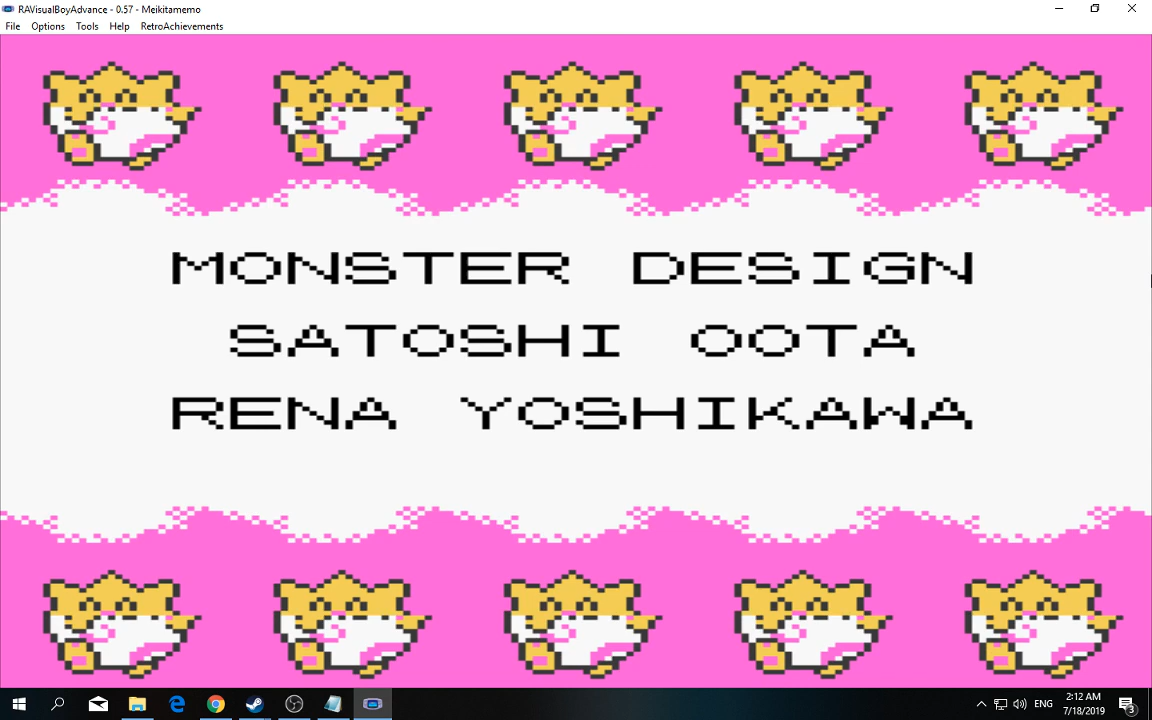 RAVisualBoyAdvance - 0.57 - Meikitamemo
File Options Tools Help RetroAchievements
MONSTER DESIGN
SATOSHI OOTA
RENA YOSHIKAWA
ENG
2:12 AM
7/18/2019
3